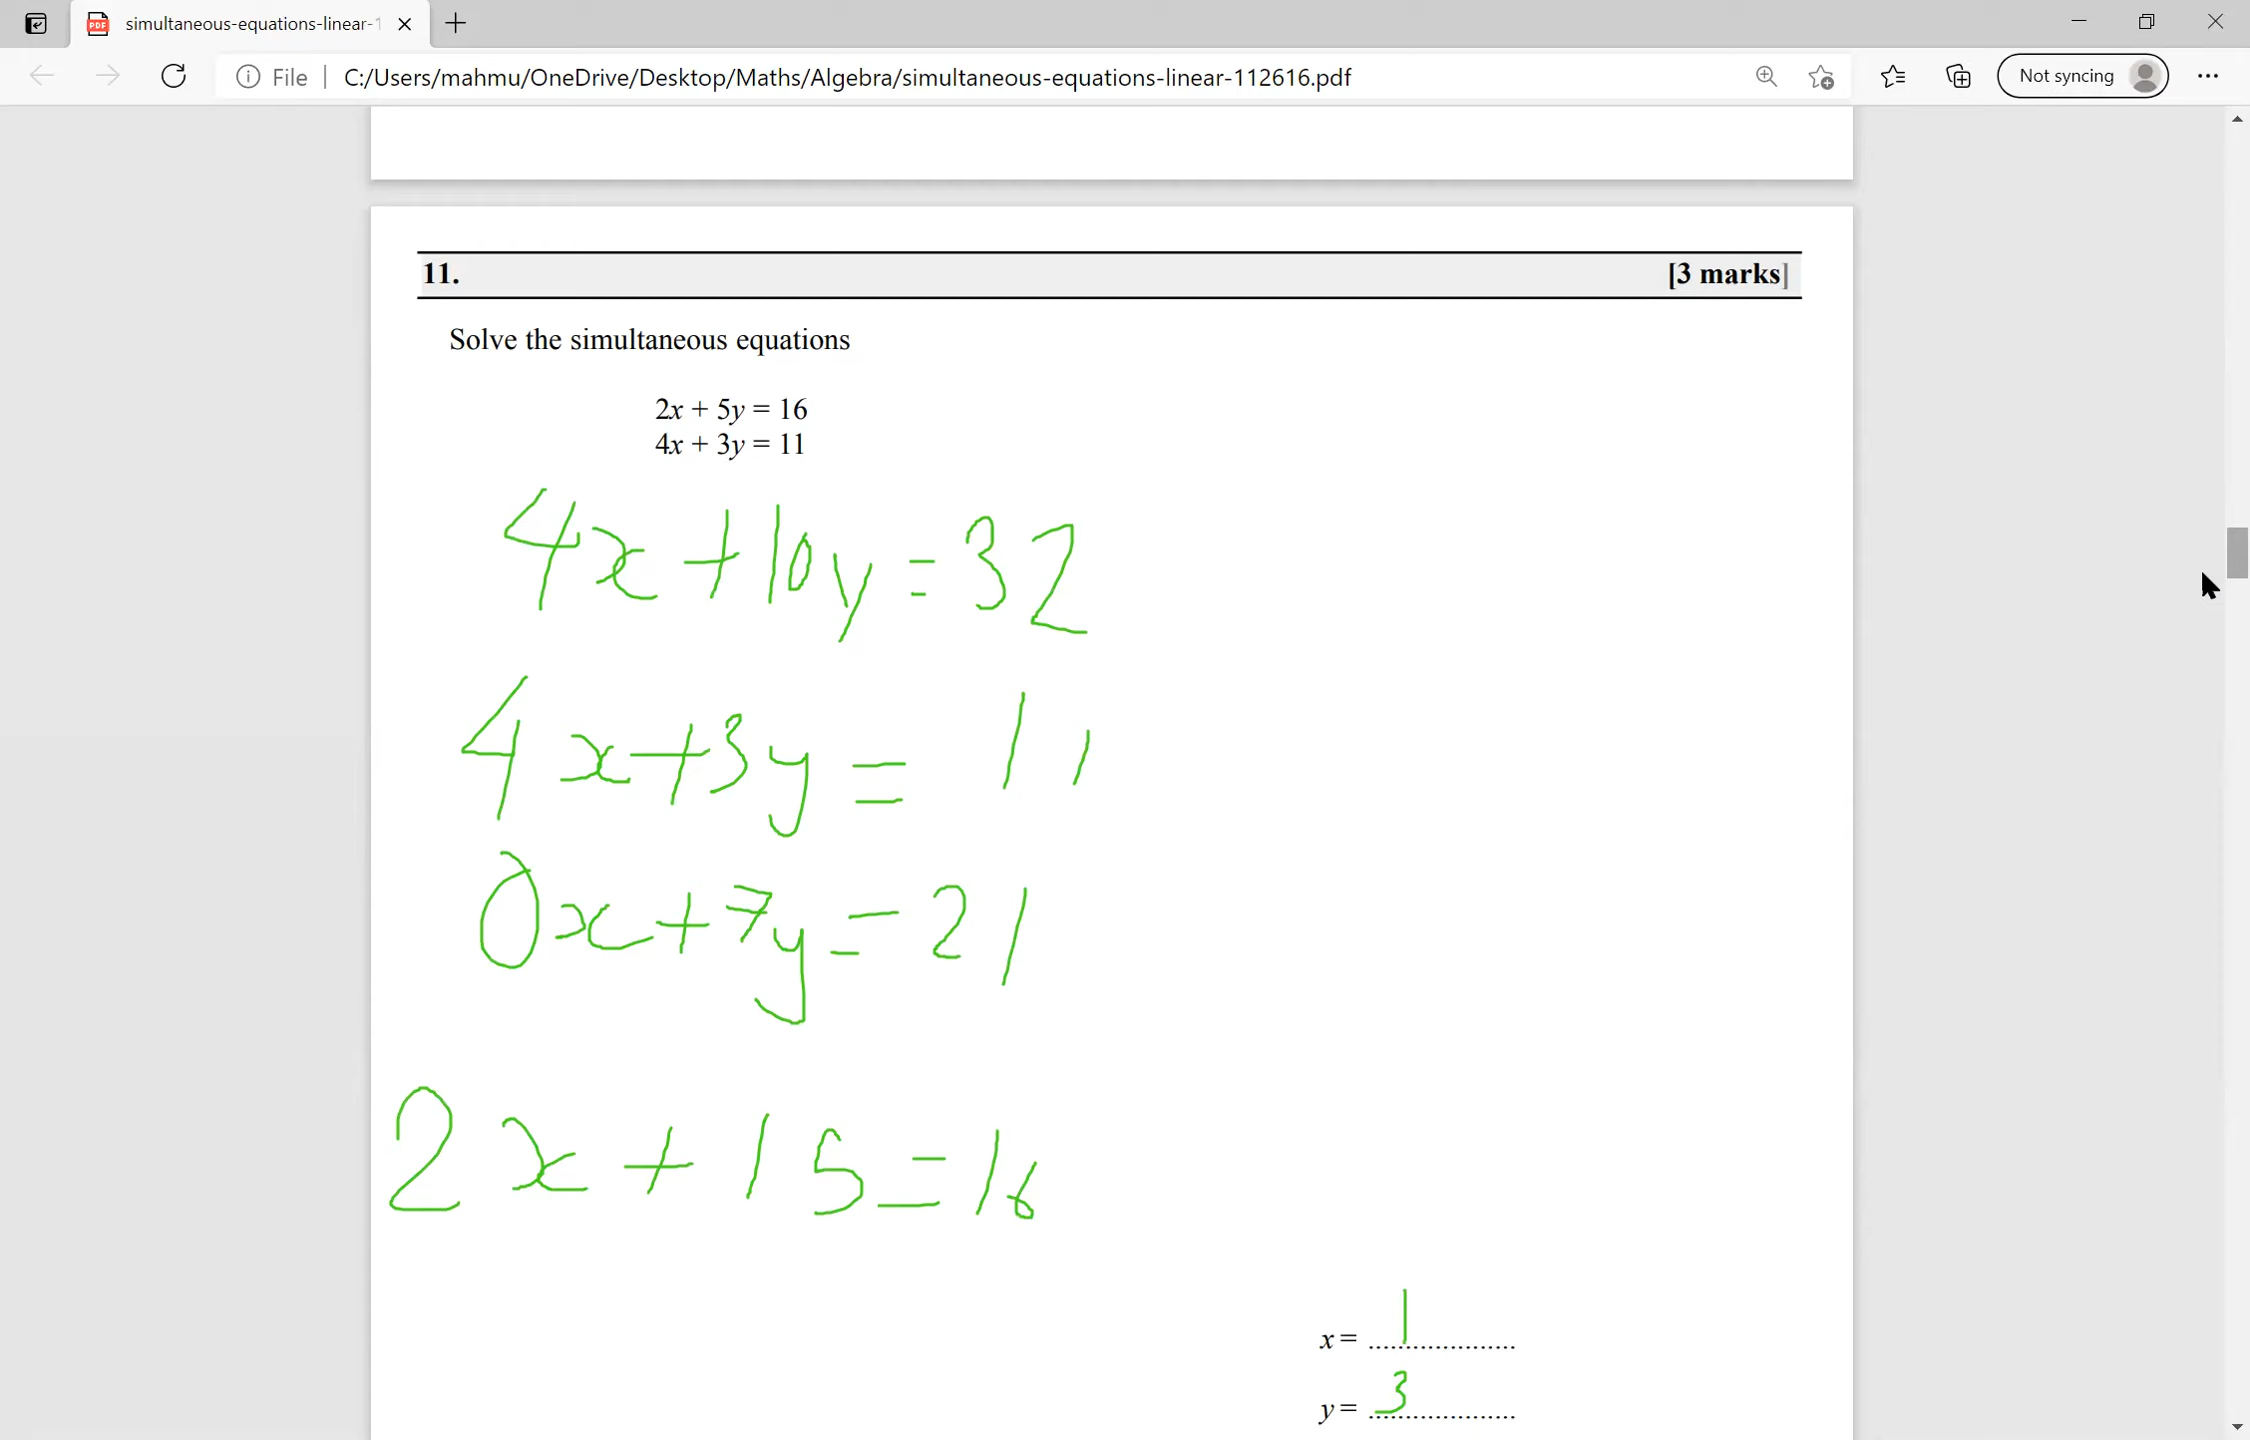 simultaneous-equations-linear-1
File
C:/Users/mahmu/OneDrive/Desktop/Maths/Algebra/simultaneous-equations-linear-112616.pdf
Not syncing
11. [3 marks]
Solve the simultaneous equations
2x + 5y = 16
4x + 3y = 11
4x+10y=32
4x+3y=11
0x+7y=21
2x+15=16
x = 1
y = 3